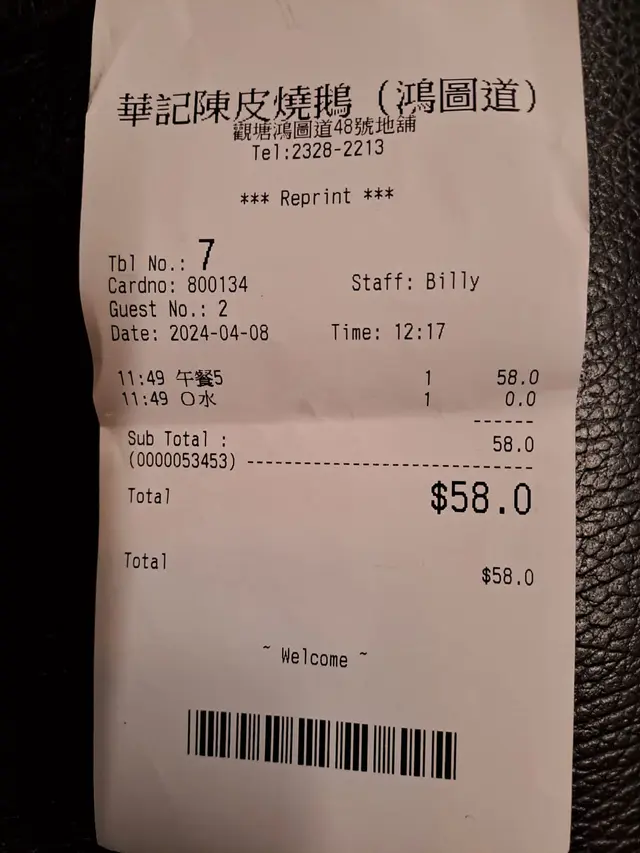 華記陳皮燒鵝(鴻圖道)
觀塘鴻圖道48號地舖
Tel:2328-2213
*** Reprint ***
Tbl No.: 7
Cardno: 800134 Staff: Billy
Guest No.: 2
Date: 2024-04-08 Time: 12:17
11:49 午餐5 1 58.0
11:49 〇水 1 0.0
------
Sub Total : 58.0
(0000053453) ------------------------------
Total $58.0
Total $58.0
~ Welcome ~